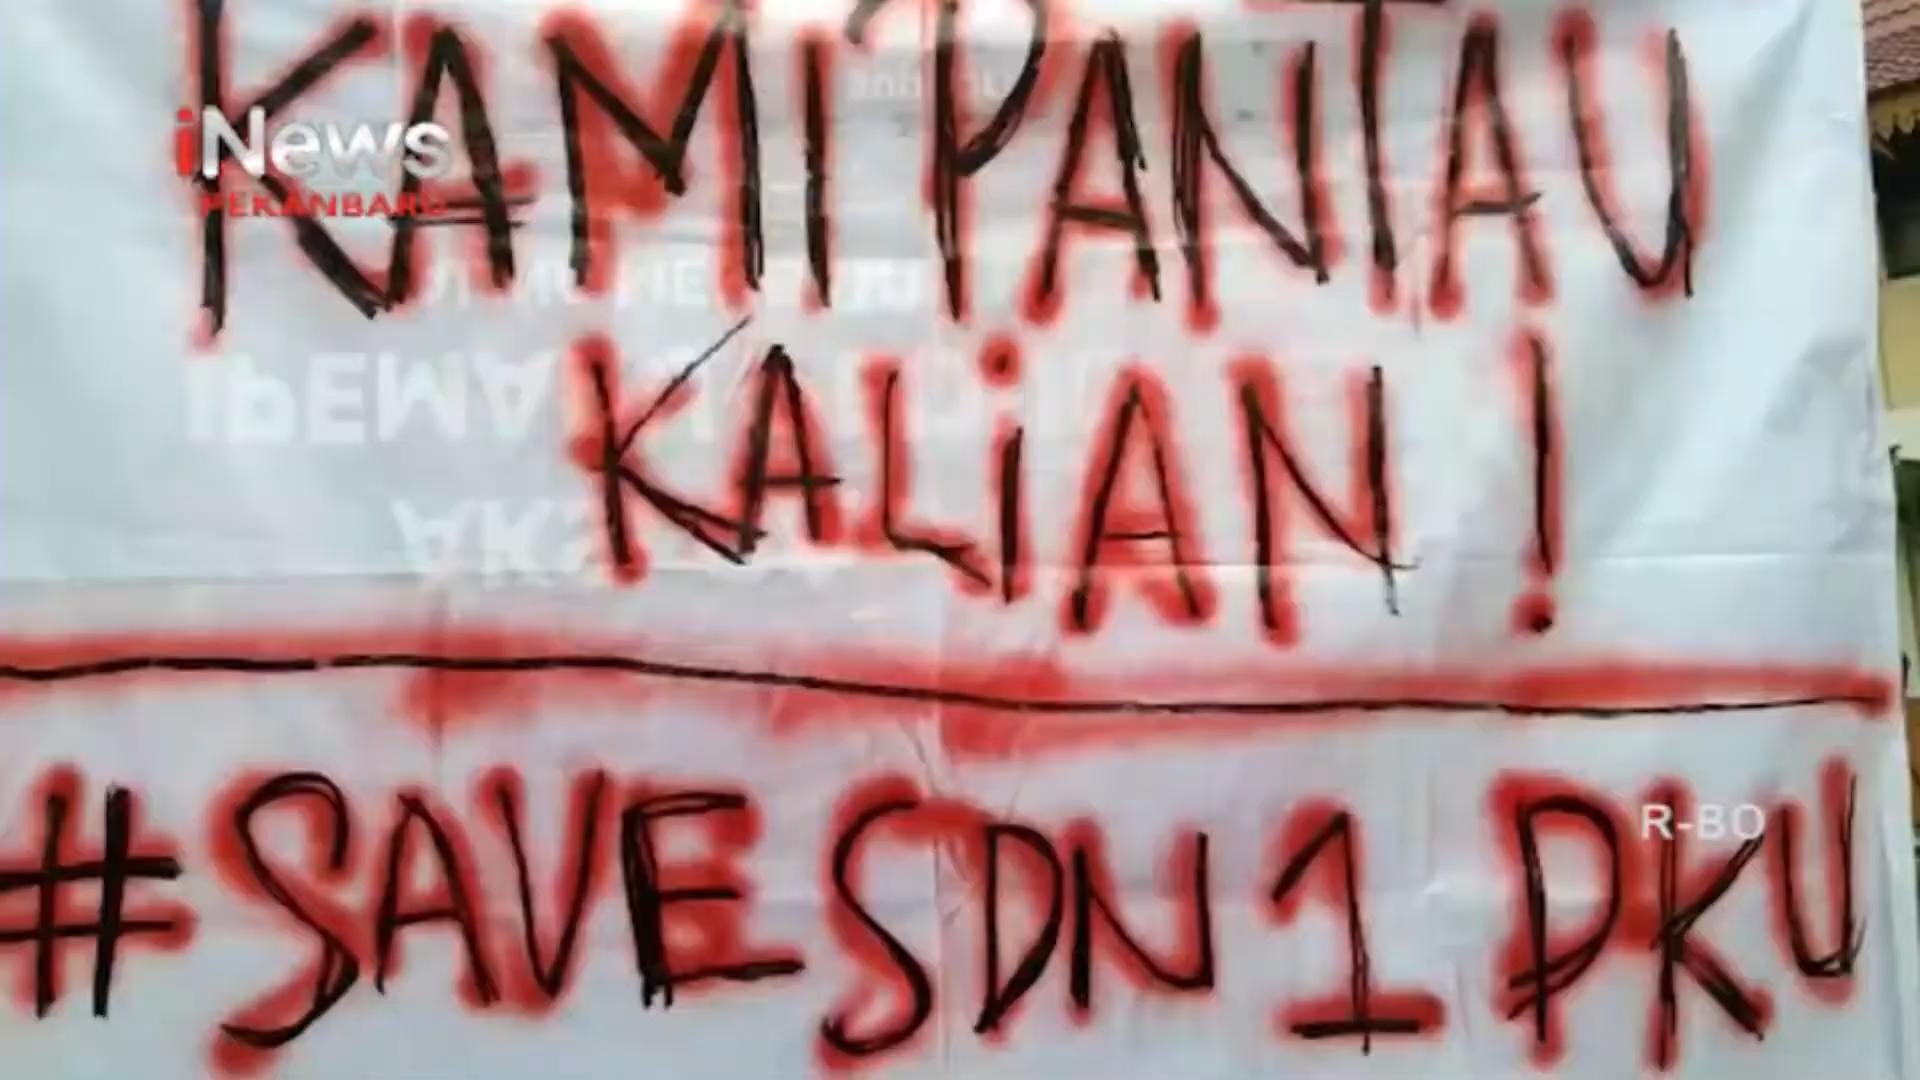 KAMI PANTAU
iNews
PEKANBARU
KALiAN !
#SAVE SDN 1 PKU
R-BO